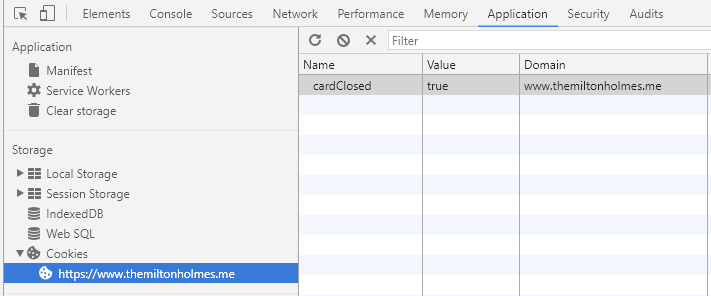 Elements Console Sources Network Performance Memory Application Security Audits
Application
Manifest
Service Workers
Clear storage
Storage
Local Storage
Session Storage
IndexedDB
Web SQL
Cookies
https://www.themiltonholmes.me
Filter
Name Value Domain
cardClosed true www.themiltonholmes.me